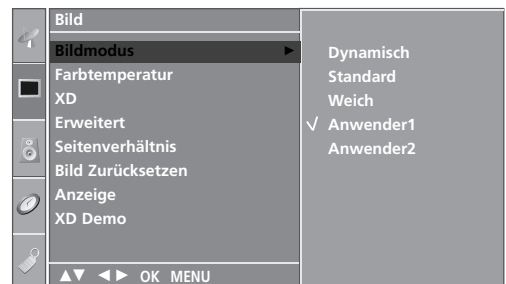 Bild
Bildmodus ►
Farbtemperatur
XD
Erweitert
Seitenverhältnis
Bild Zurücksetzen
Anzeige
XD Demo
▲▼ ◄► OK MENU
Dynamisch
Standard
Weich
√ Anwender1
Anwender2